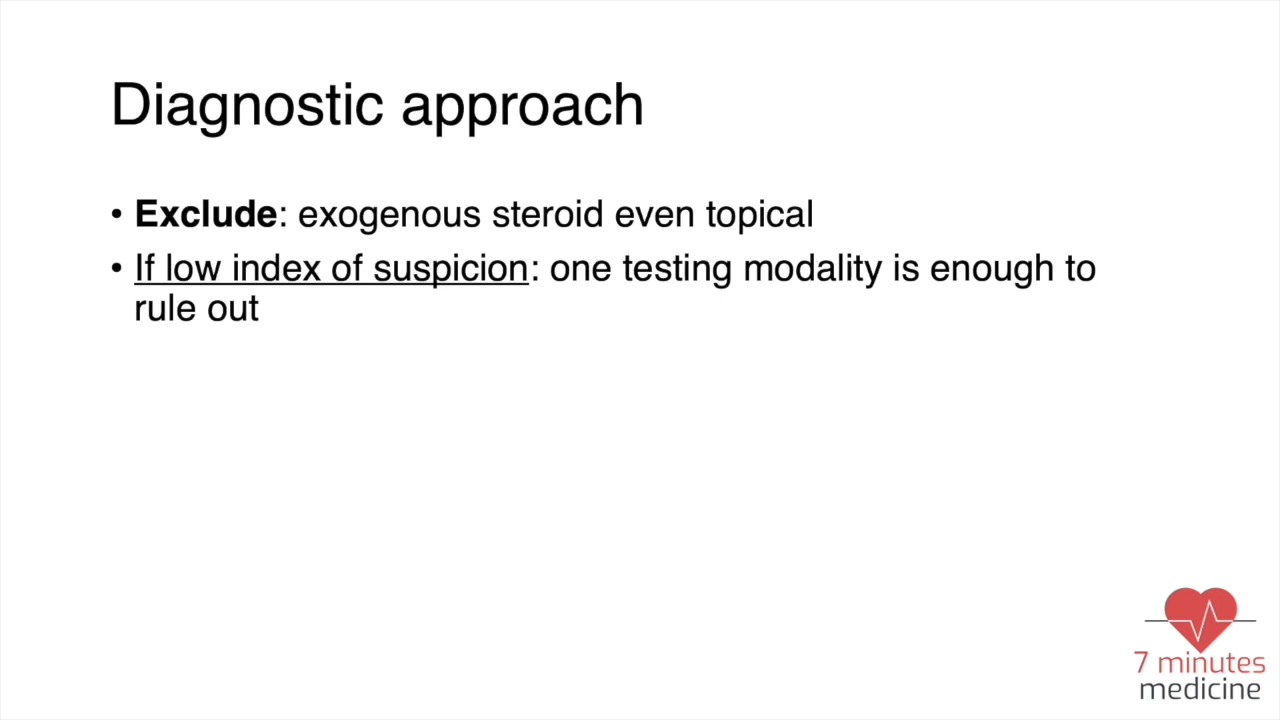 Diagnostic approach
• Exclude: exogenous steroid even topical
• If low index of suspicion: one testing modality is enough to
rule out
7 minutes
medicine